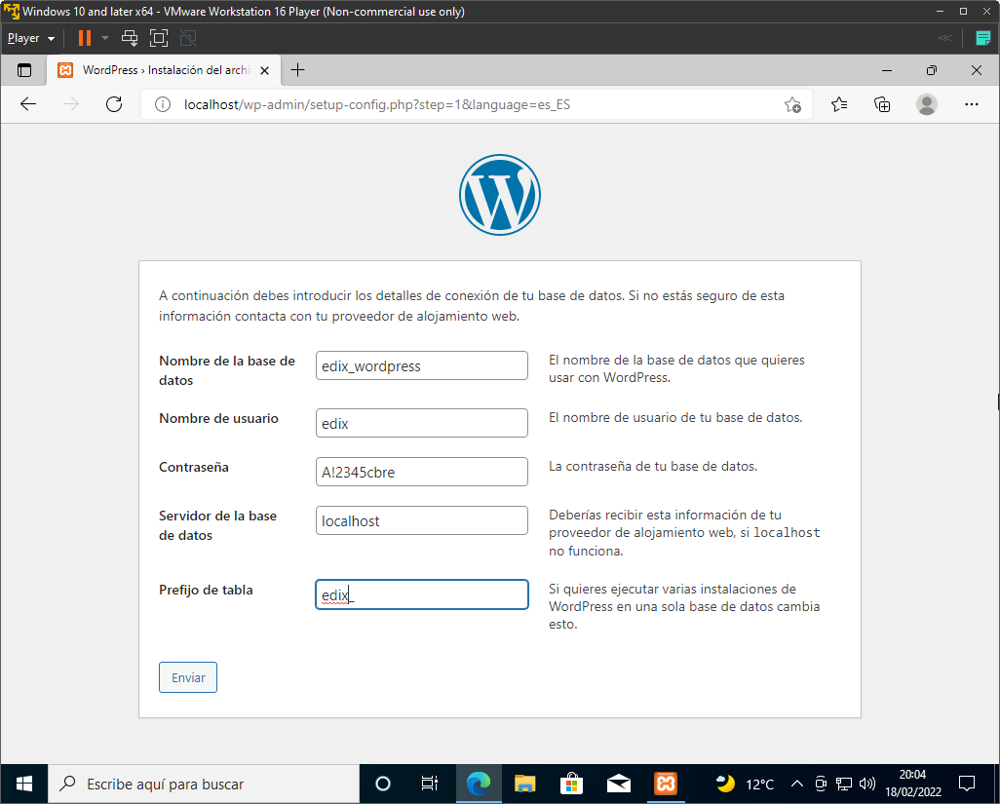 Windows 10 and later x64 - VMware Workstation 16 Player (Non-commercial use only)
Player
WordPress › Instalación del archi
localhost/wp-admin/setup-config.php?step=1&language=es_ES
A continuación debes introducir los detalles de conexión de tu base de datos. Si no estás seguro de esta
información contacta con tu proveedor de alojamiento web.
Nombre de la base de
datos
edix_wordpress
El nombre de la base de datos que quieres
usar con WordPress.
Nombre de usuario
edix
El nombre de usuario de tu base de datos.
Contraseña
A!2345cbre
La contraseña de tu base de datos.
Servidor de la base
de datos
localhost
Deberías recibir esta información de tu
proveedor de alojamiento web, si localhost
no funciona.
Prefijo de tabla
edix_
Si quieres ejecutar varias instalaciones de
WordPress en una sola base de datos cambia
esto.
Enviar
Escribe aquí para buscar
12°C
20:04
18/02/2022